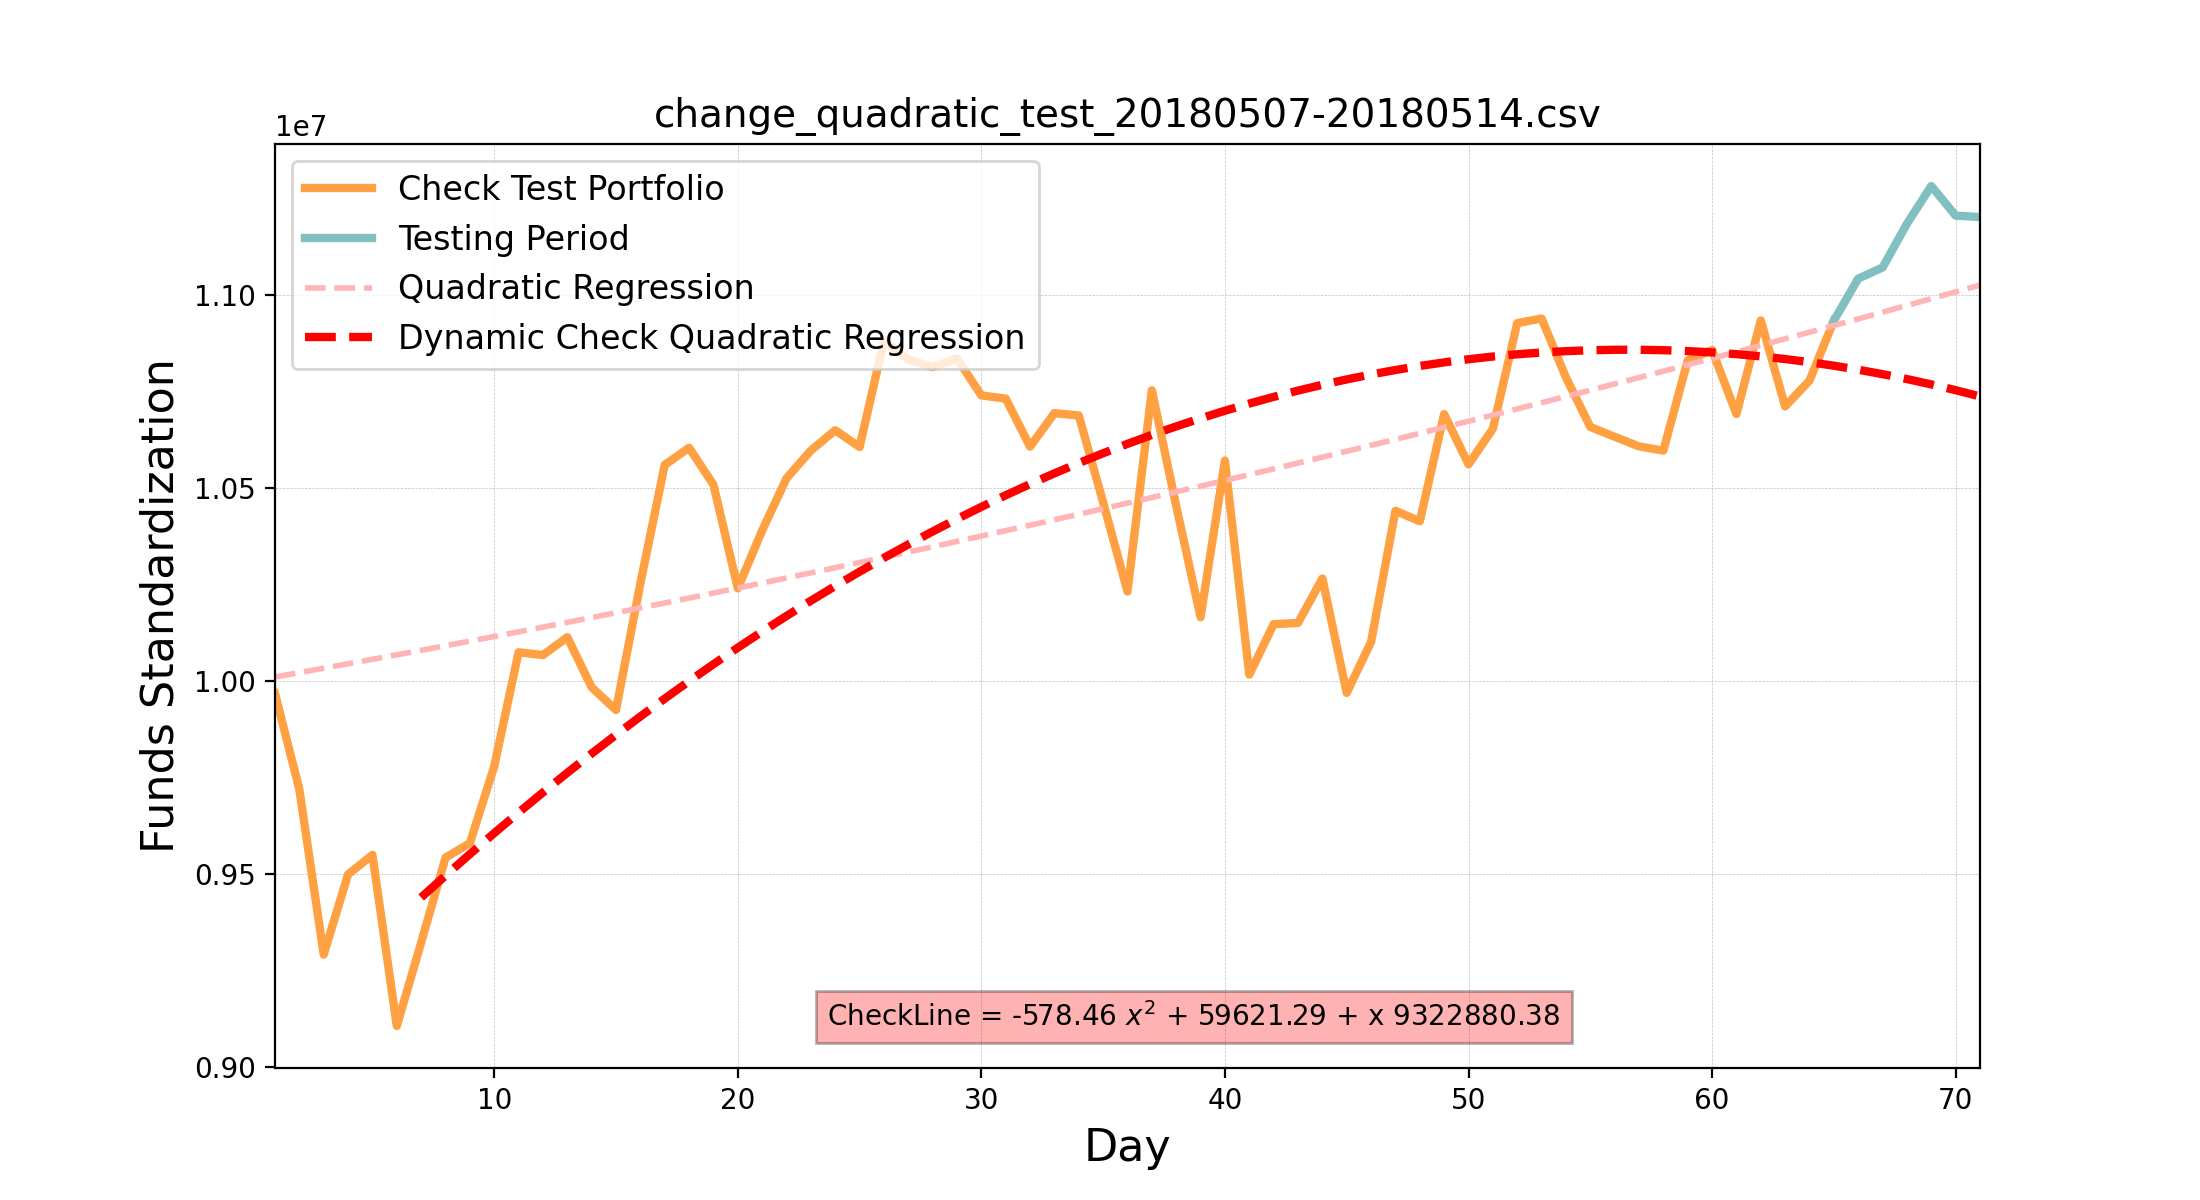 change_quadratic_test_20180507-20180514.csv
1e7
Check Test Portfolio
Testing Period
Quadratic Regression
Dynamic Check Quadratic Regression
1.10
1.05
1.00
0.95
0.90
Funds Standardization
CheckLine = -578.46 x² + 59621.29 + x 9322880.38
10 20 30 40 50 60 70
Day